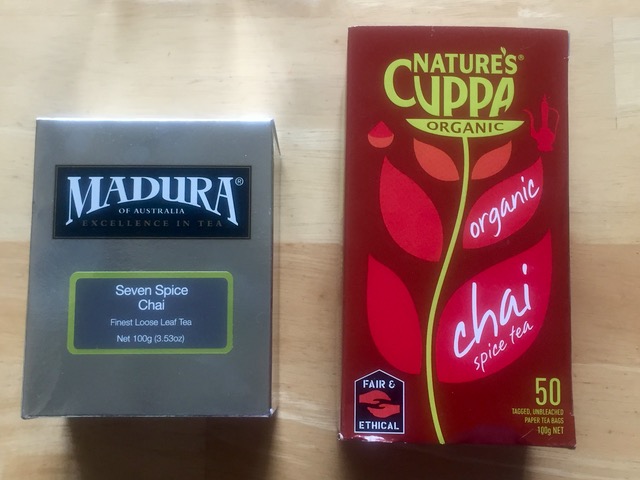 MADURA®
OF AUSTRALIA
EXCELLENCE IN TEA
Seven Spice
Chai
Finest Loose Leaf Tea
Net 100g (3.53oz)
NATURE'S®
CUPPA
ORGANIC
organic
chai
spice tea
FAIR &
ETHICAL
50
TAGGED, UNBLEACHED
PAPER TEA BAGS
100g NET